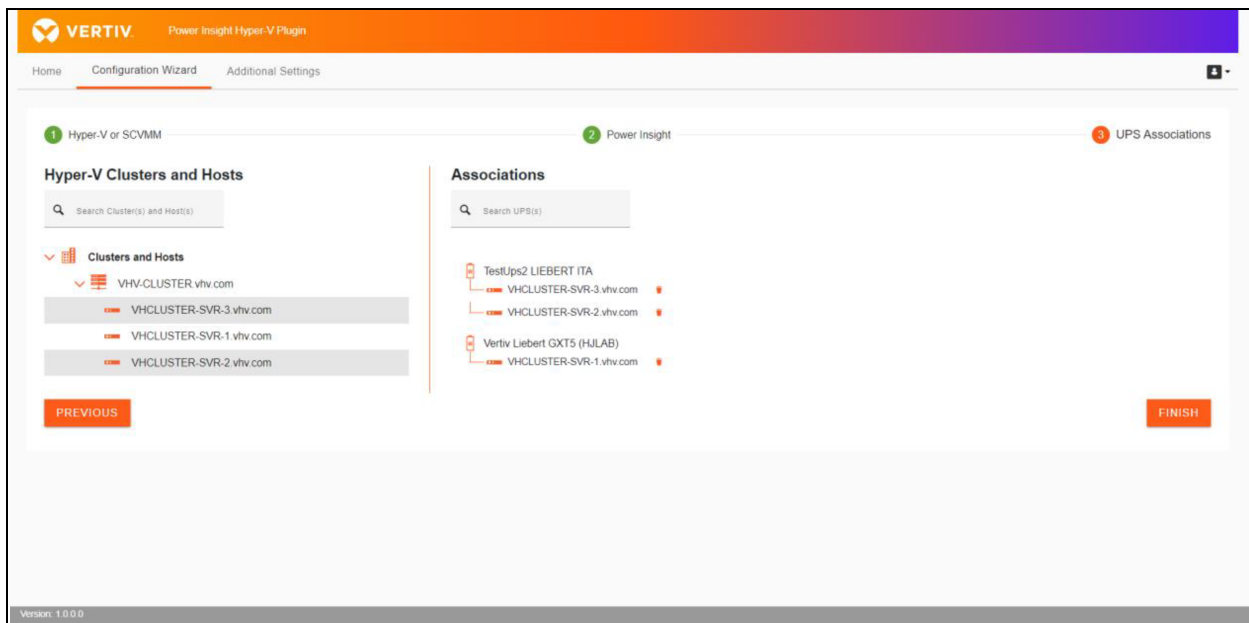 VERTIV.
Power Insight Hyper-V Plugin
Home Configuration Wizard Additional Settings
1 Hyper-V or SCVMM 2 Power Insight 3 UPS Associations
Hyper-V Clusters and Hosts
Search Cluster(s) and Host(s)
Clusters and Hosts
VHV-CLUSTER.vhv.com
VHCLUSTER-SVR-3.vhv.com
VHCLUSTER-SVR-1.vhv.com
VHCLUSTER-SVR-2.vhv.com
Associations
Search UPS(s)
TestUps2 LIEBERT ITA
VHCLUSTER-SVR-3.vhv.com
VHCLUSTER-SVR-2.vhv.com
Vertiv Liebert GXT5 (HJLAB)
VHCLUSTER-SVR-1.vhv.com
PREVIOUS
FINISH
Version: 1.0.0.0